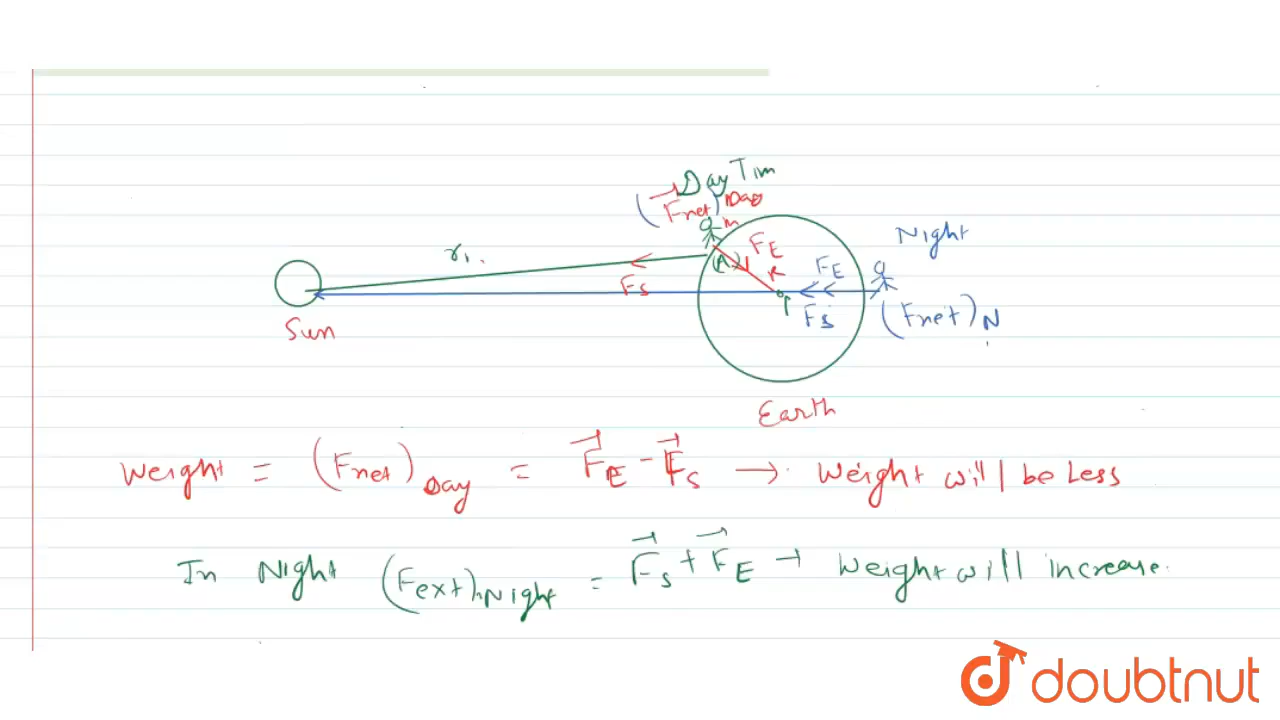 Day Tim
(Fnet) Day
m
Night
r₁.
FE
(A)
R
FE
Fs
Fs
(Fnet)N
Sun
Earth
Weight = (Fnet) Day = FE - Fs → Weight will be Less
In Night (Fext) Night = Fs + FE → Weight will increase.
doubtnut